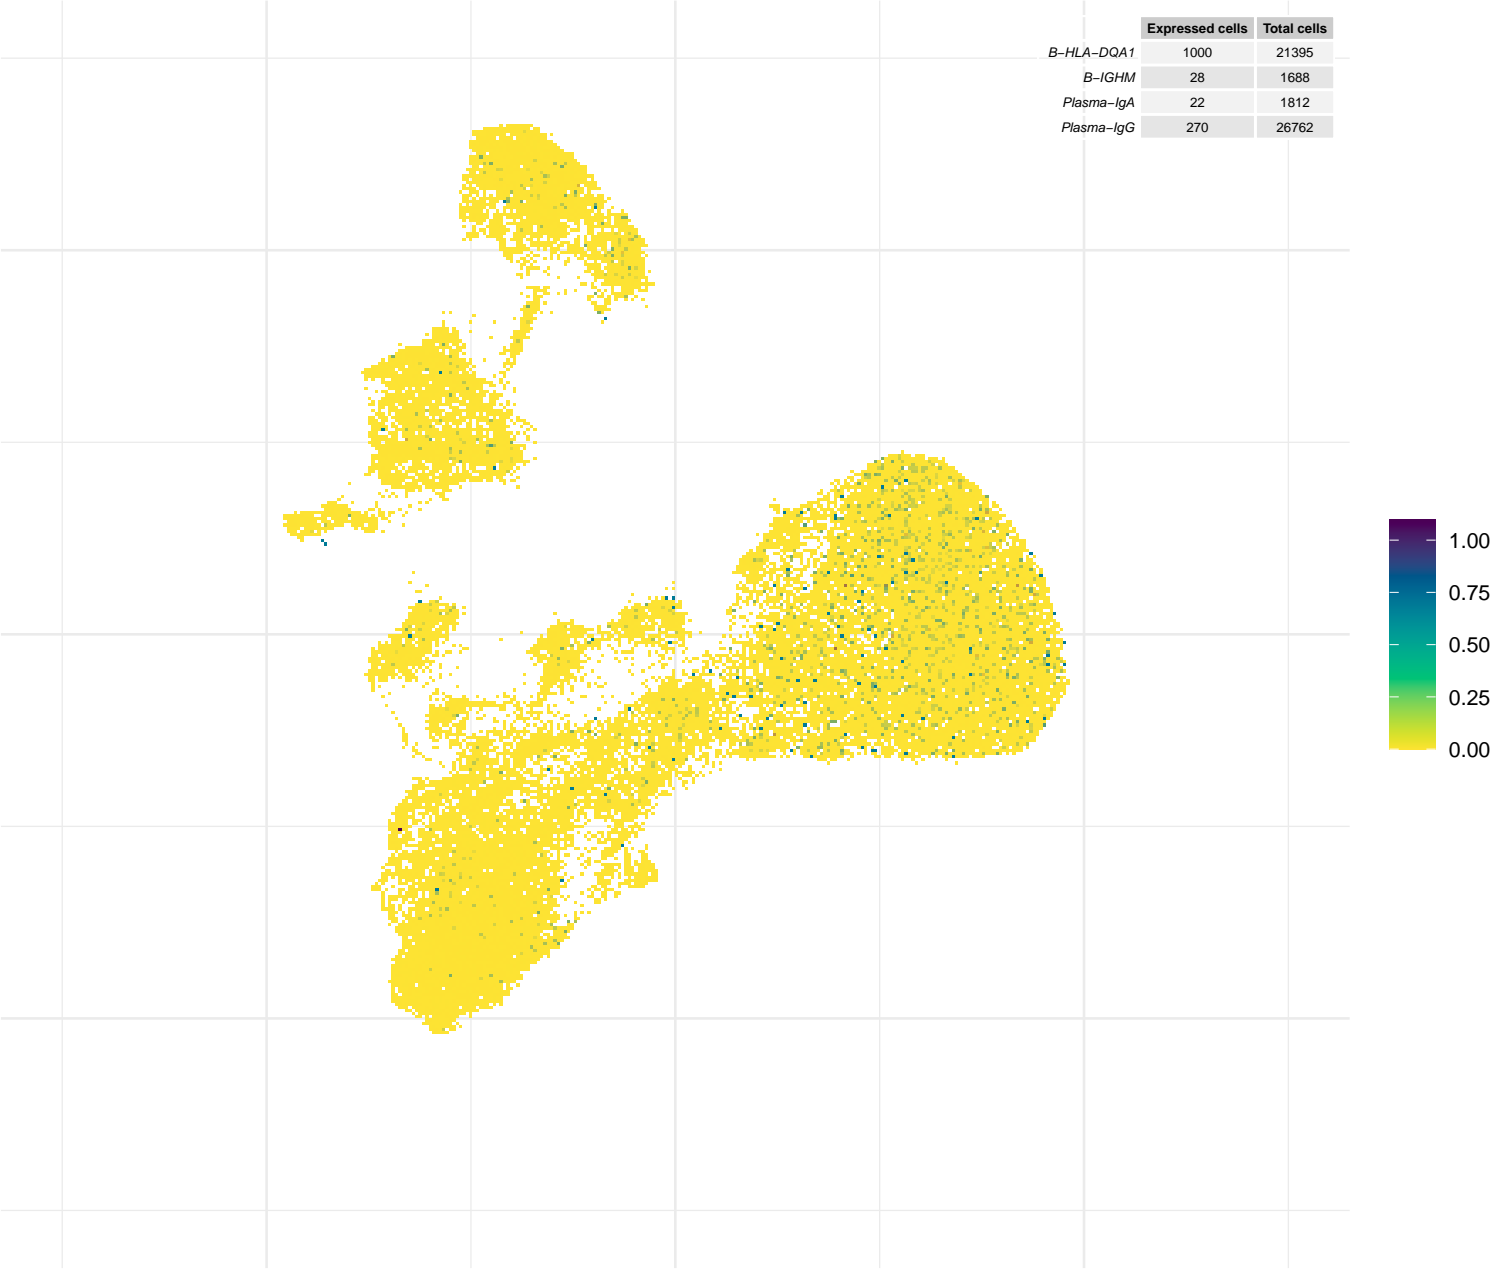 Expressed cells Total cells
B−HLA−DQA1 1000 21395
B−IGHM 28 1688
Plasma−IgA 22 1812
Plasma−IgG 270 26762
1.00
0.75
0.50
0.25
0.00